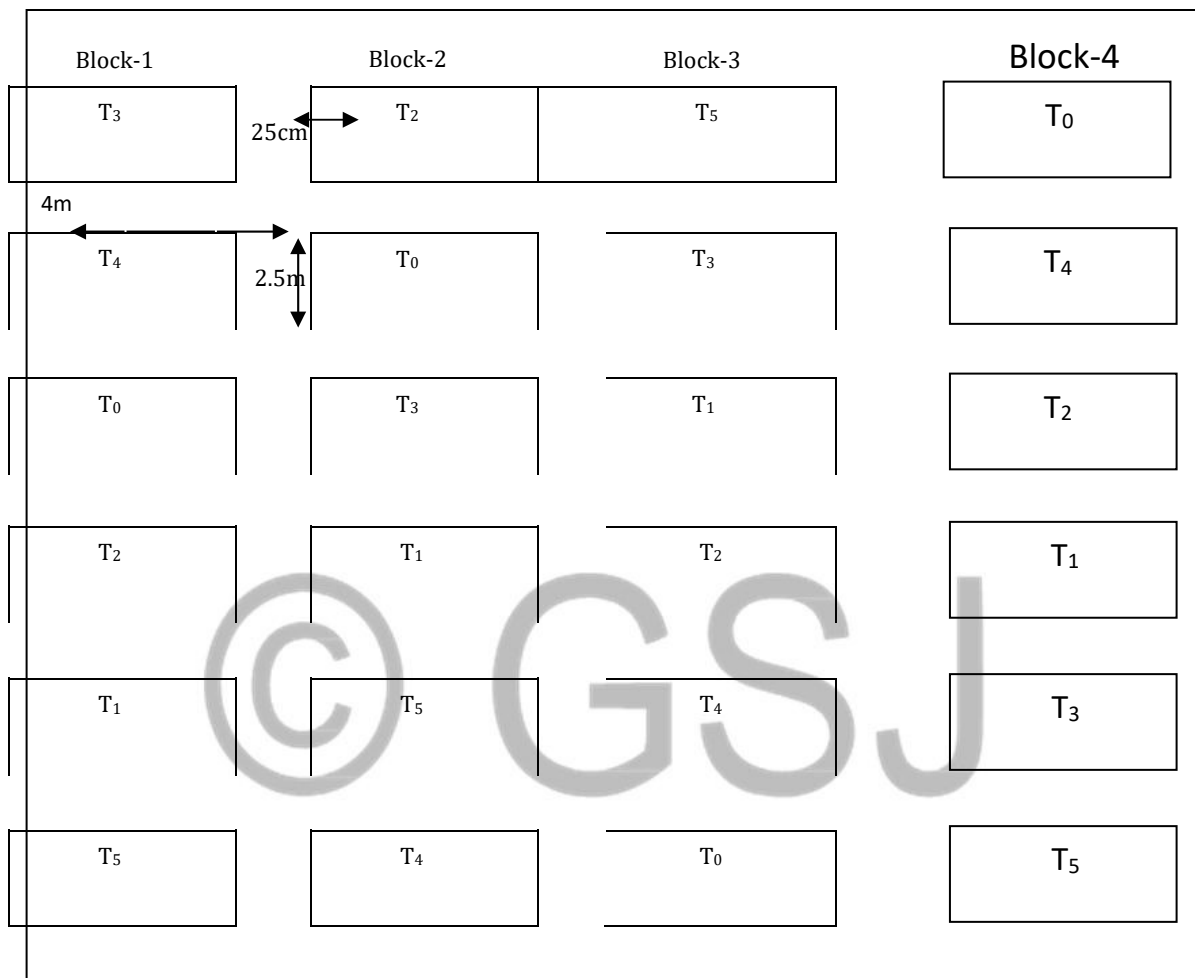 Block-1 Block-2 Block-3 Block-4
T₃ T₂ T₅ T₀
25cm
4m
T₄ T₀ T₃ T₄
2.5m
T₀ T₃ T₁ T₂
T₂ T₁ T₂ T₁
© GSJ
T₁ T₅ T₄ T₃
T₅ T₄ T₀ T₅